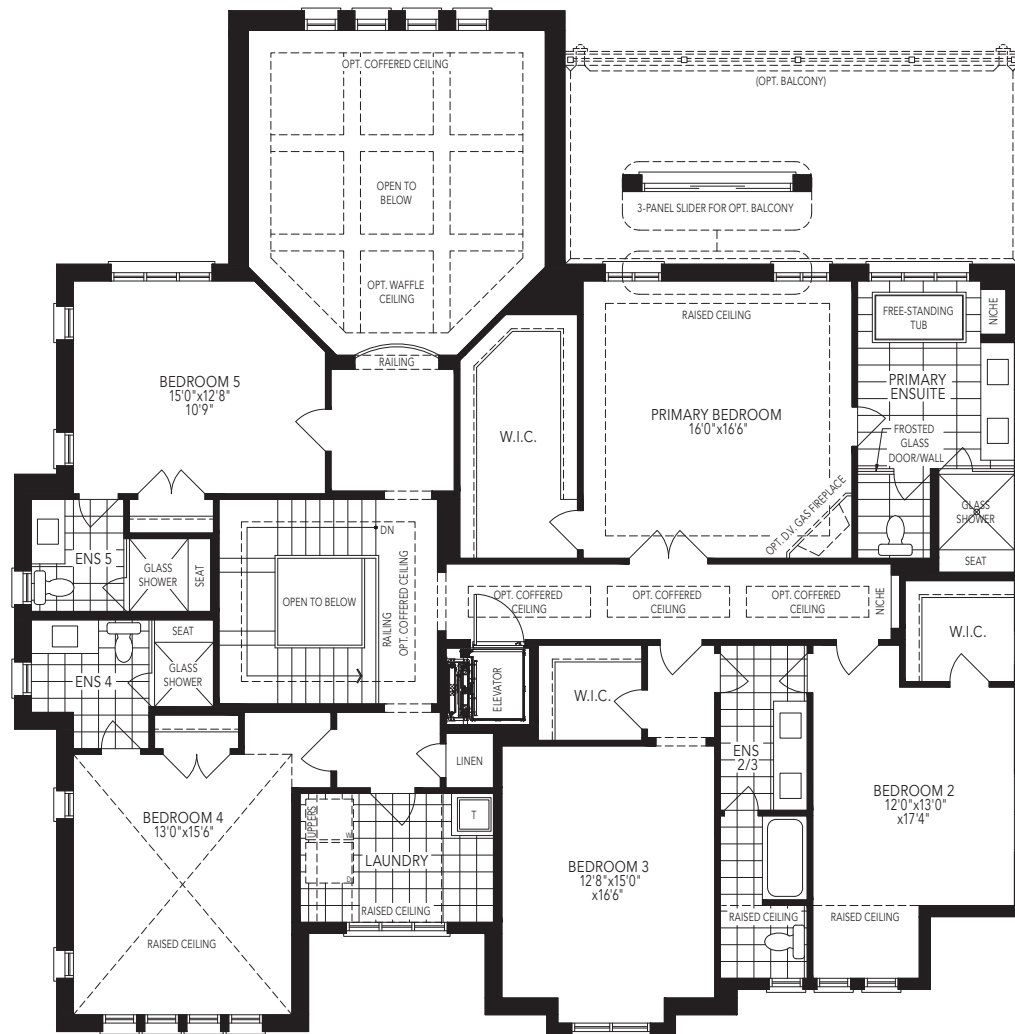 OPT. COFFERED CEILING
(OPT. BALCONY)
OPEN TO
BELOW
3-PANEL SLIDER FOR OPT. BALCONY
OPT. WAFFLE
CEILING
RAILING
RAISED CEILING
FREE-STANDING
TUB
NICHE
BEDROOM 5
15'0"x12'8"
10'9"
W.I.C.
PRIMARY BEDROOM
16'0"x16'6"
PRIMARY
ENSUITE
FROSTED
GLASS
DOOR/WALL
OPT. D.V. GAS FIREPLACE
GLASS
SHOWER
SEAT
ENS 5
GLASS
SHOWER
SEAT
DN
OPEN TO BELOW
RAILING
OPT. COFFERED CEILING
OPT. COFFERED
CEILING
OPT. COFFERED
CEILING
OPT. COFFERED
CEILING
NICHE
W.I.C.
SEAT
GLASS
SHOWER
ENS 4
ELEVATOR
W.I.C.
LINEN
ENS
2/3
BEDROOM 2
12'0"x13'0"
x17'4"
BEDROOM 4
13'0"x15'6"
UPPERS
W
D
T
LAUNDRY
RAISED CEILING
BEDROOM 3
12'8"x15'0"
x16'6"
RAISED CEILING
RAISED CEILING
RAISED CEILING